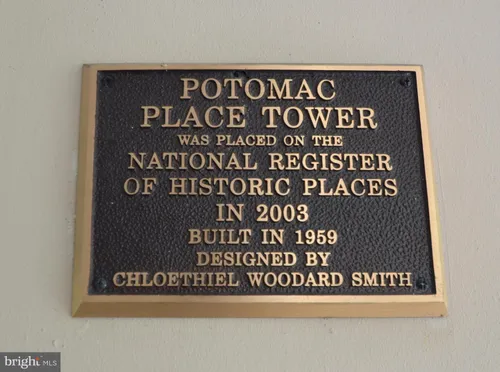 POTOMAC
PLACE TOWER
WAS PLACED ON THE
NATIONAL REGISTER
OF HISTORIC PLACES
IN 2003
BUILT IN 1959
DESIGNED BY
CHLOETHIEL WOODARD SMITH
bright MLS